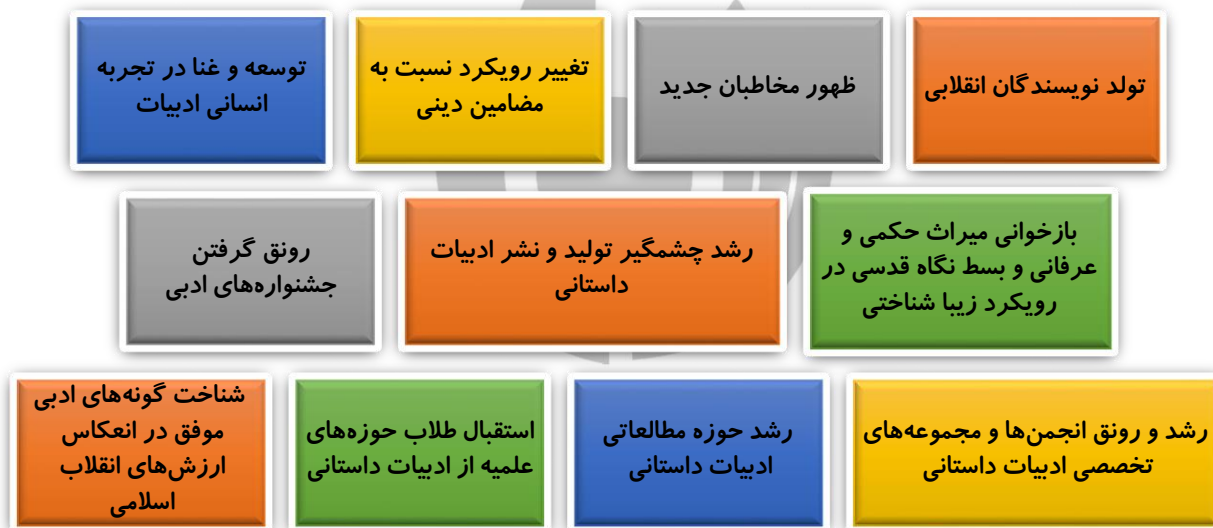 تولد نویسندگان انقلابی
ظهور مخاطبان جدید
تغییر رویکرد نسبت به
مضامین دینی
توسعه و غنا در تجربه
انسانی ادبیات
بازخوانی میراث حکمی و
عرفانی و بسط نگاه قدسی در
رویکرد زیبا شناختی
رشد چشمگیر تولید و نشر ادبیات
داستانی
رونق گرفتن
جشنواره‌های ادبی
رشد و رونق انجمن‌ها و مجموعه‌های
تخصصی ادبیات داستانی
رشد حوزه مطالعاتی
ادبیات داستانی
استقبال طلاب حوزه‌های
علمیه از ادبیات داستانی
شناخت گونه‌های ادبی
موفق در انعکاس
ارزش‌های انقلاب
اسلامی